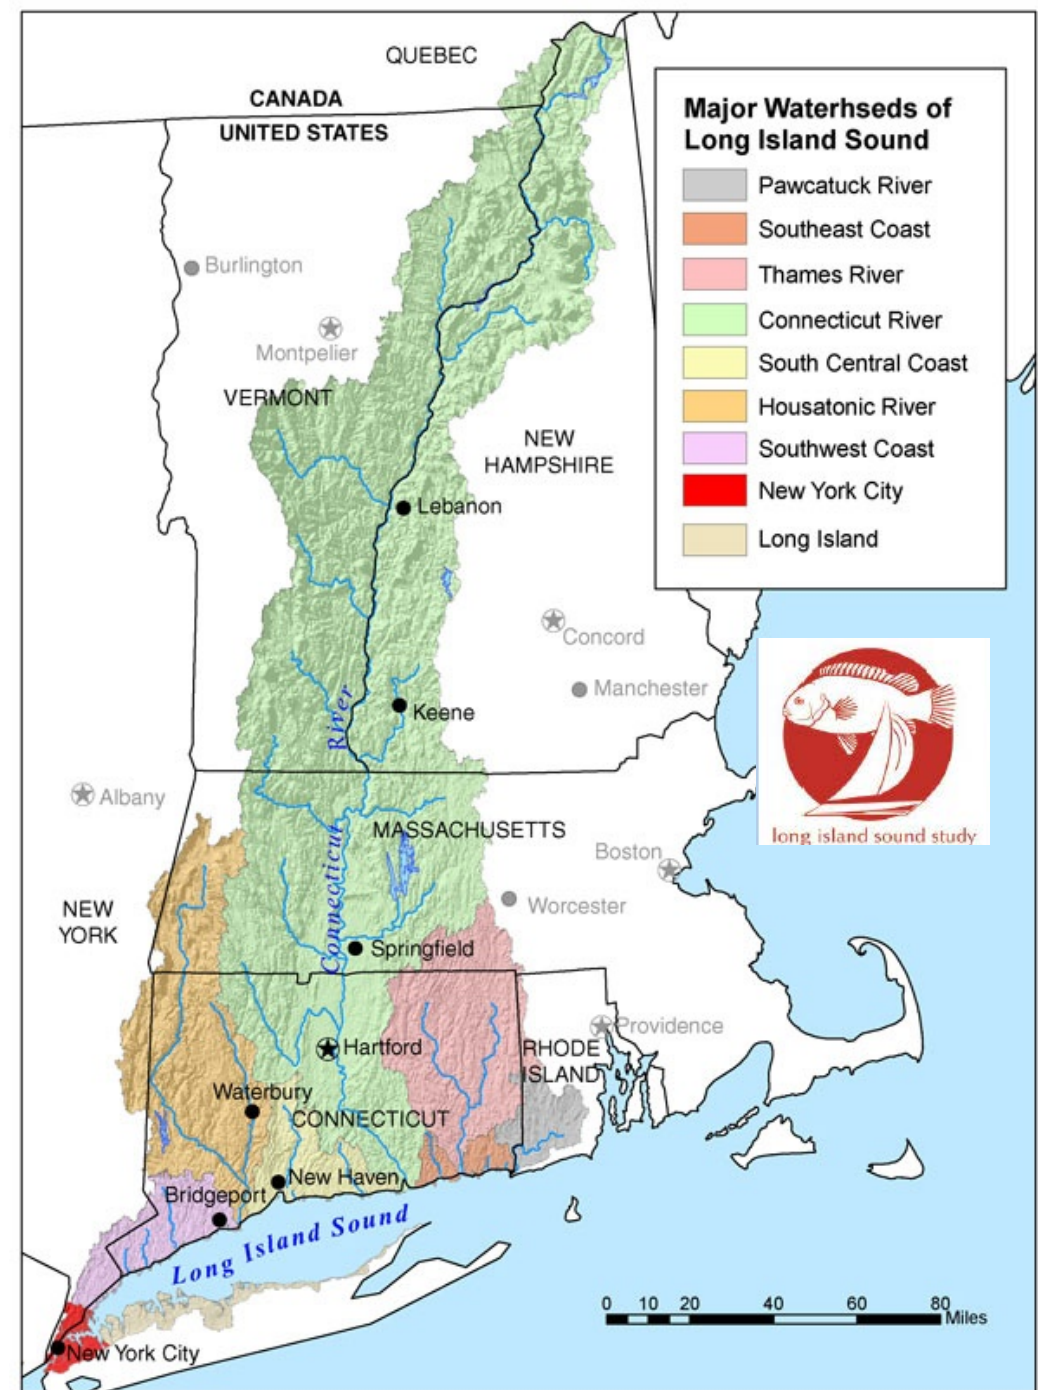 QUEBEC
CANADA
UNITED STATES
Major Waterhseds of
Long Island Sound
Pawcatuck River
Southeast Coast
Thames River
Connecticut River
South Central Coast
Housatonic River
Southwest Coast
New York City
Long Island
Burlington
Montpelier
VERMONT
NEW
HAMPSHIRE
Lebanon
Concord
Manchester
Keene
Connecticut River
Albany
MASSACHUSETTS
Boston
long island sound study
NEW
YORK
Worcester
Springfield
Providence
Hartford
RHODE
ISLAND
Waterbury
CONNECTICUT
New Haven
Bridgeport
Long Island Sound
0 10 20 40 60 80
Miles
New York City